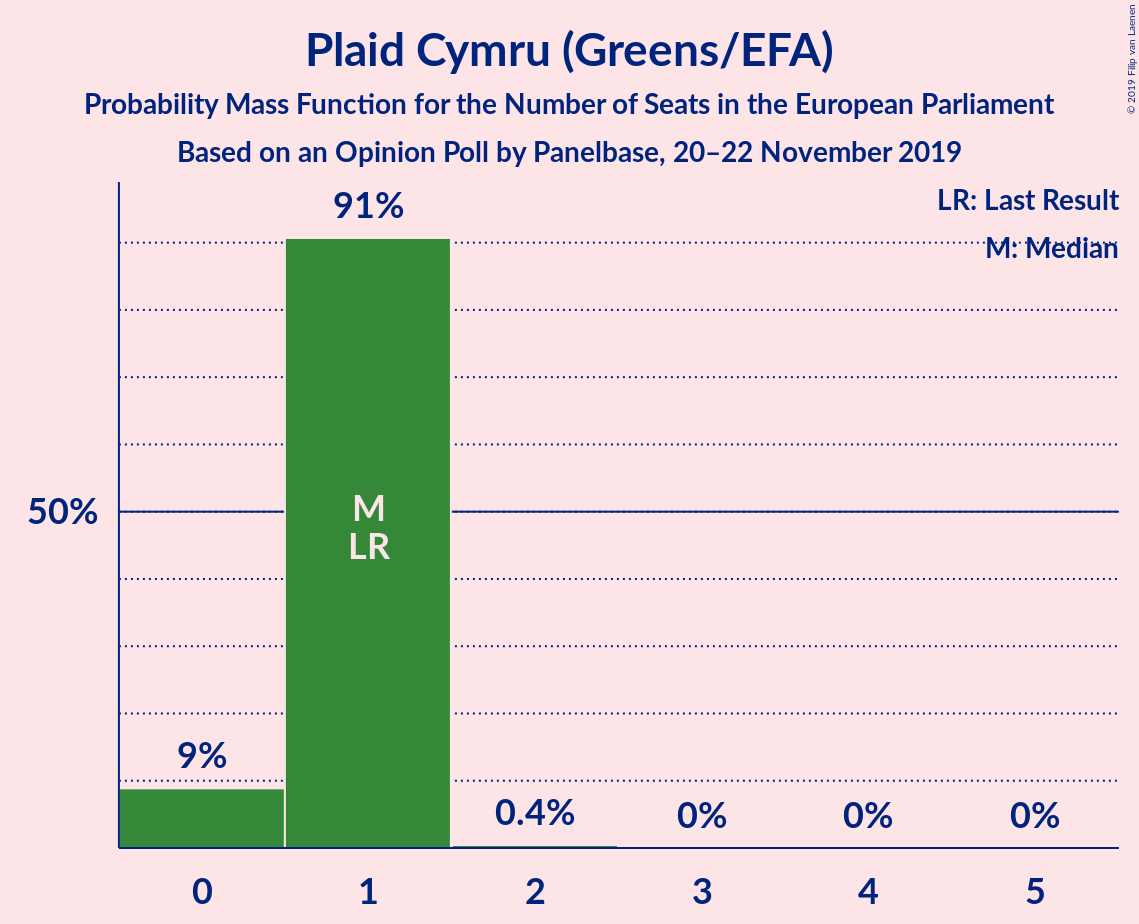 Plaid Cymru (Greens/EFA)
Probability Mass Function for the Number of Seats in the European Parliament
Based on an Opinion Poll by Panelbase, 20–22 November 2019
© 2019 Filip van Laenen
LR: Last Result
M: Median
91%
50%
M
LR
9%
0.4%
0%
0%
0%
0
1
2
3
4
5